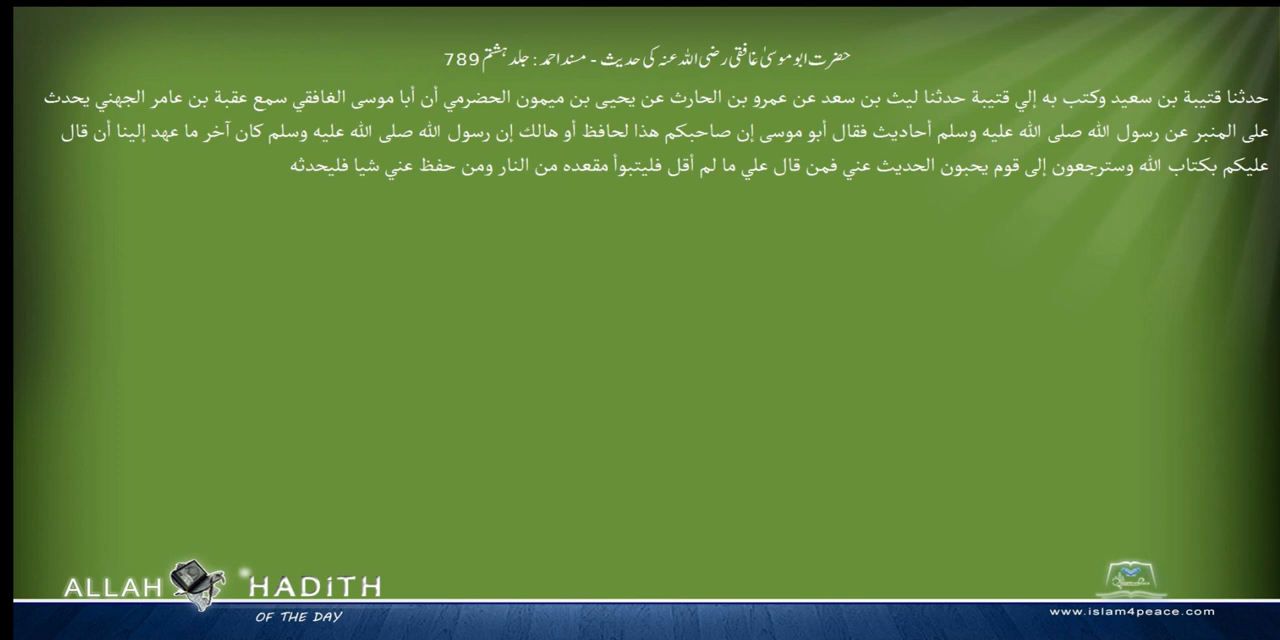 حضرت ابوموسیٰ غافقی رضی اللہ عنہ کی حدیث - مسند احمد : جلد ہشتم 789
حدثنا قتيبة بن سعيد وكتب به إلي قتيبة حدثنا ليث بن سعد عن عمرو بن الحارث عن يحيى بن ميمون الحضرمي أن أبا موسى الغافقي سمع عقبة بن عامر الجهني يحدث
على المنبر عن رسول الله صلى الله عليه وسلم أحاديث فقال أبو موسى إن صاحبكم هذا لحافظ أو هالك إن رسول الله صلى الله عليه وسلم كان آخر ما عهد إلينا أن قال
عليكم بكتاب الله وسترجعون إلى قوم يحبون الحديث عني فمن قال علي ما لم أقل فليتبوأ مقعده من النار ومن حفظ عني شيا فليحدثه
ALLAH HADITH
OF THE DAY
www.islam4peace.com